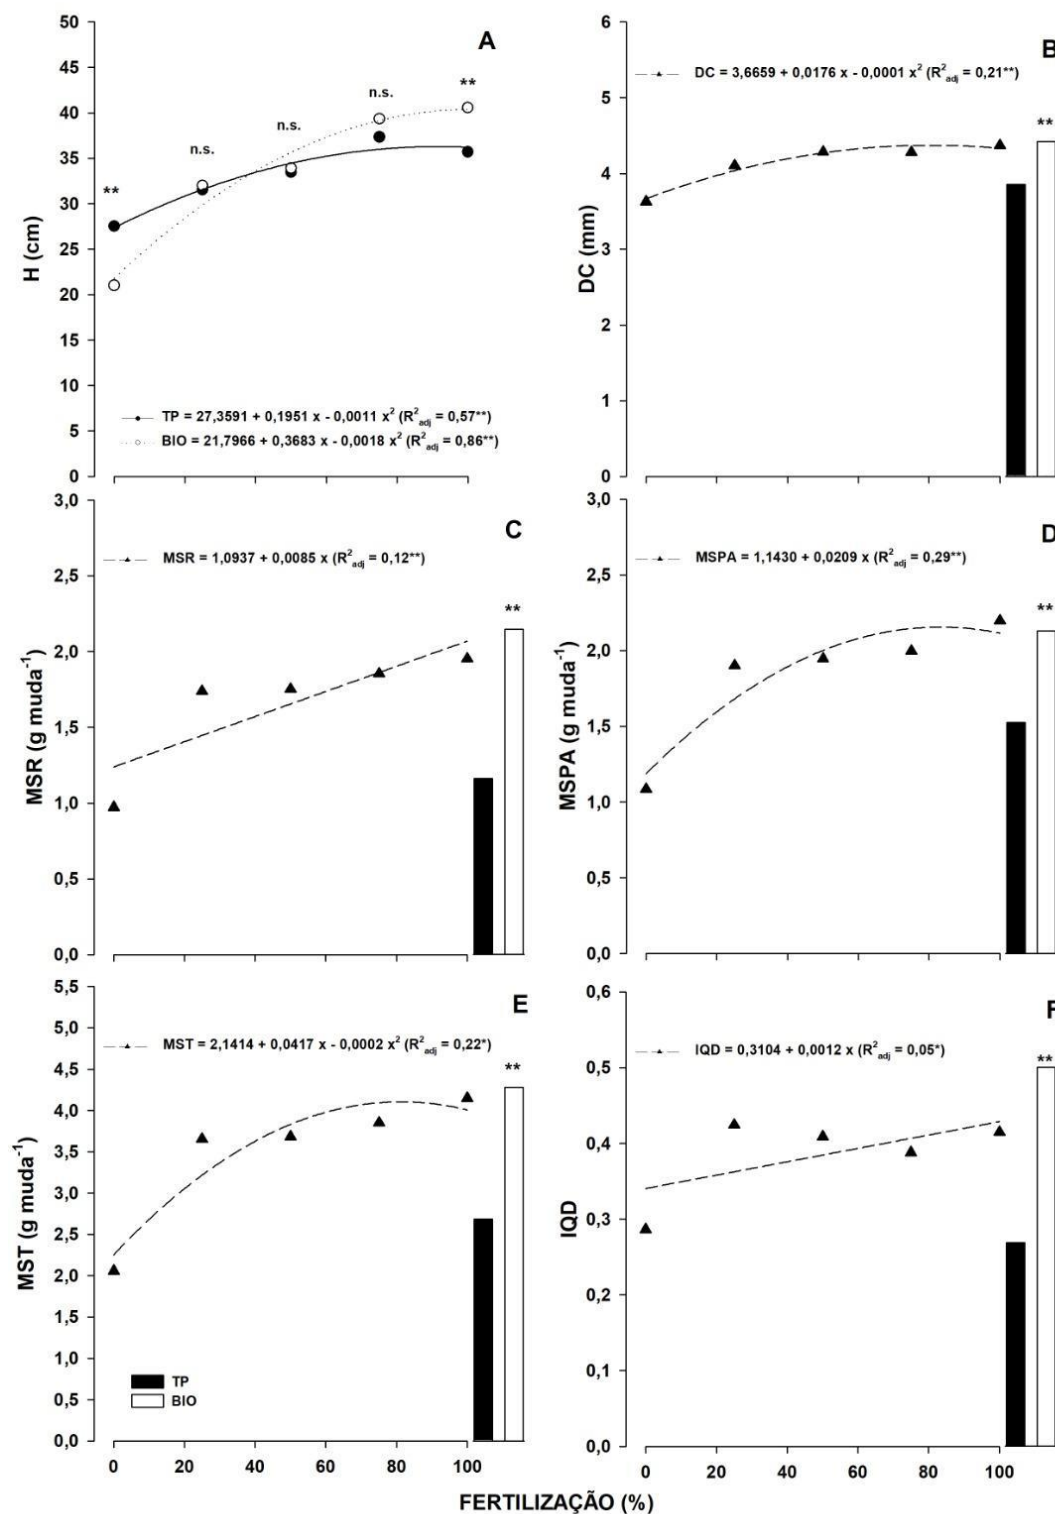 A
50
45
40
35
30
25
20
15
10
5
0
H (cm)
**
n.s.
n.s.
n.s.
**
TP = 27,3591 + 0,1951 x - 0,0011 x² (R²adj = 0,57**)
BIO = 21,7966 + 0,3683 x - 0,0018 x² (R²adj = 0,86**)
B
6
5
4
3
2
1
0
DC (mm)
DC = 3,6659 + 0,0176 x - 0,0001 x² (R²adj = 0,21**)
**
C
3,0
2,5
2,0
1,5
1,0
0,5
0,0
MSR (g muda-1)
MSR = 1,0937 + 0,0085 x (R²adj = 0,12**)
**
D
3,0
2,5
2,0
1,5
1,0
0,5
0,0
MSPA (g muda-1)
MSPA = 1,1430 + 0,0209 x (R²adj = 0,29**)
**
E
5,5
5,0
4,5
4,0
3,5
3,0
2,5
2,0
1,5
1,0
0,5
0,0
MST (g muda-1)
MST = 2,1414 + 0,0417 x - 0,0002 x² (R²adj = 0,22*)
**
TP
BIO
0 20 40 60 80 100
F
0,6
0,5
0,4
0,3
0,2
0,1
0,0
IQD
IQD = 0,3104 + 0,0012 x (R²adj = 0,05*)
**
0 20 40 60 80 100
FERTILIZAÇÃO (%)